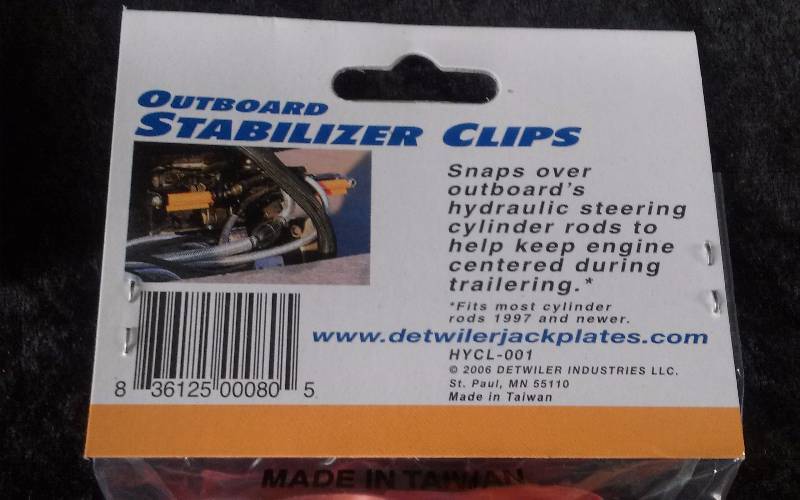 OUTBOARD
STABILIZER CLIPS
Snaps over
outboard's
hydraulic steering
cylinder rods to
help keep engine
centered during
trailering.*
*Fits most cylinder
rods 1997 and newer.
www.detwilerjackplates.com
HYCL-001
© 2006 DETWILER INDUSTRIES LLC.
St. Paul, MN 55110
Made in Taiwan
8 36125 00080 5
MADE IN TAIWAN